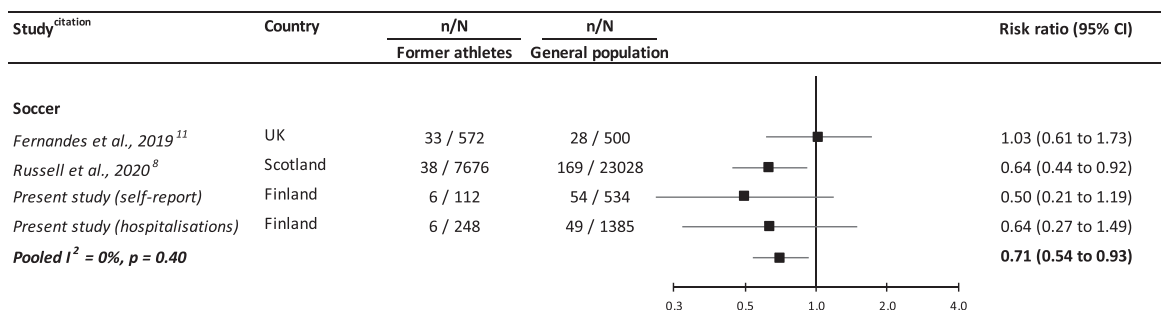 Study citation Country n/N n/N Risk ratio (95% CI)
Former athletes General population
Soccer
Fernandes et al., 2019 11 UK 33 / 572 28 / 500 1.03 (0.61 to 1.73)
Russell et al., 2020 8 Scotland 38 / 7676 169 / 23028 0.64 (0.44 to 0.92)
Present study (self-report) Finland 6 / 112 54 / 534 0.50 (0.21 to 1.19)
Present study (hospitalisations) Finland 6 / 248 49 / 1385 0.64 (0.27 to 1.49)
Pooled I 2 = 0%, p = 0.40 0.71 (0.54 to 0.93)
0.3 0.5 1.0 2.0 4.0